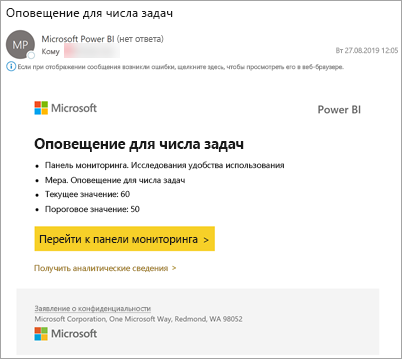 Оповещение для числа задач
MP
Microsoft Power BI (нет ответа)
Кому
Вт 27.08.2019 12:05
Если при отображении сообщения возникли ошибки, щелкните здесь, чтобы просмотреть его в веб-браузере.
Microsoft
Power BI
Оповещение для числа задач
• Панель мониторинга. Исследования удобства использования
• Мера. Оповещение для числа задач
• Текущее значение: 60
• Пороговое значение: 50
Перейти к панели мониторинга >
Получить аналитические сведения >
Заявление о конфиденциальности
Microsoft Corporation, One Microsoft Way, Redmond, WA 98052
Microsoft